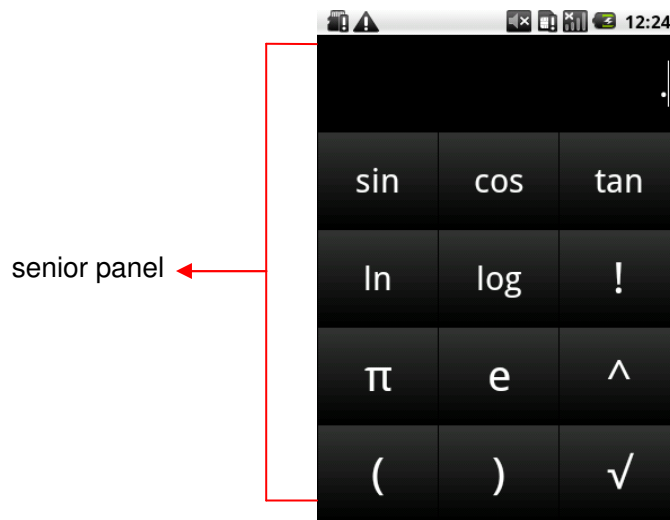 12:24
.
sin cos tan
senior panel
ln log !
π e ^
( ) √